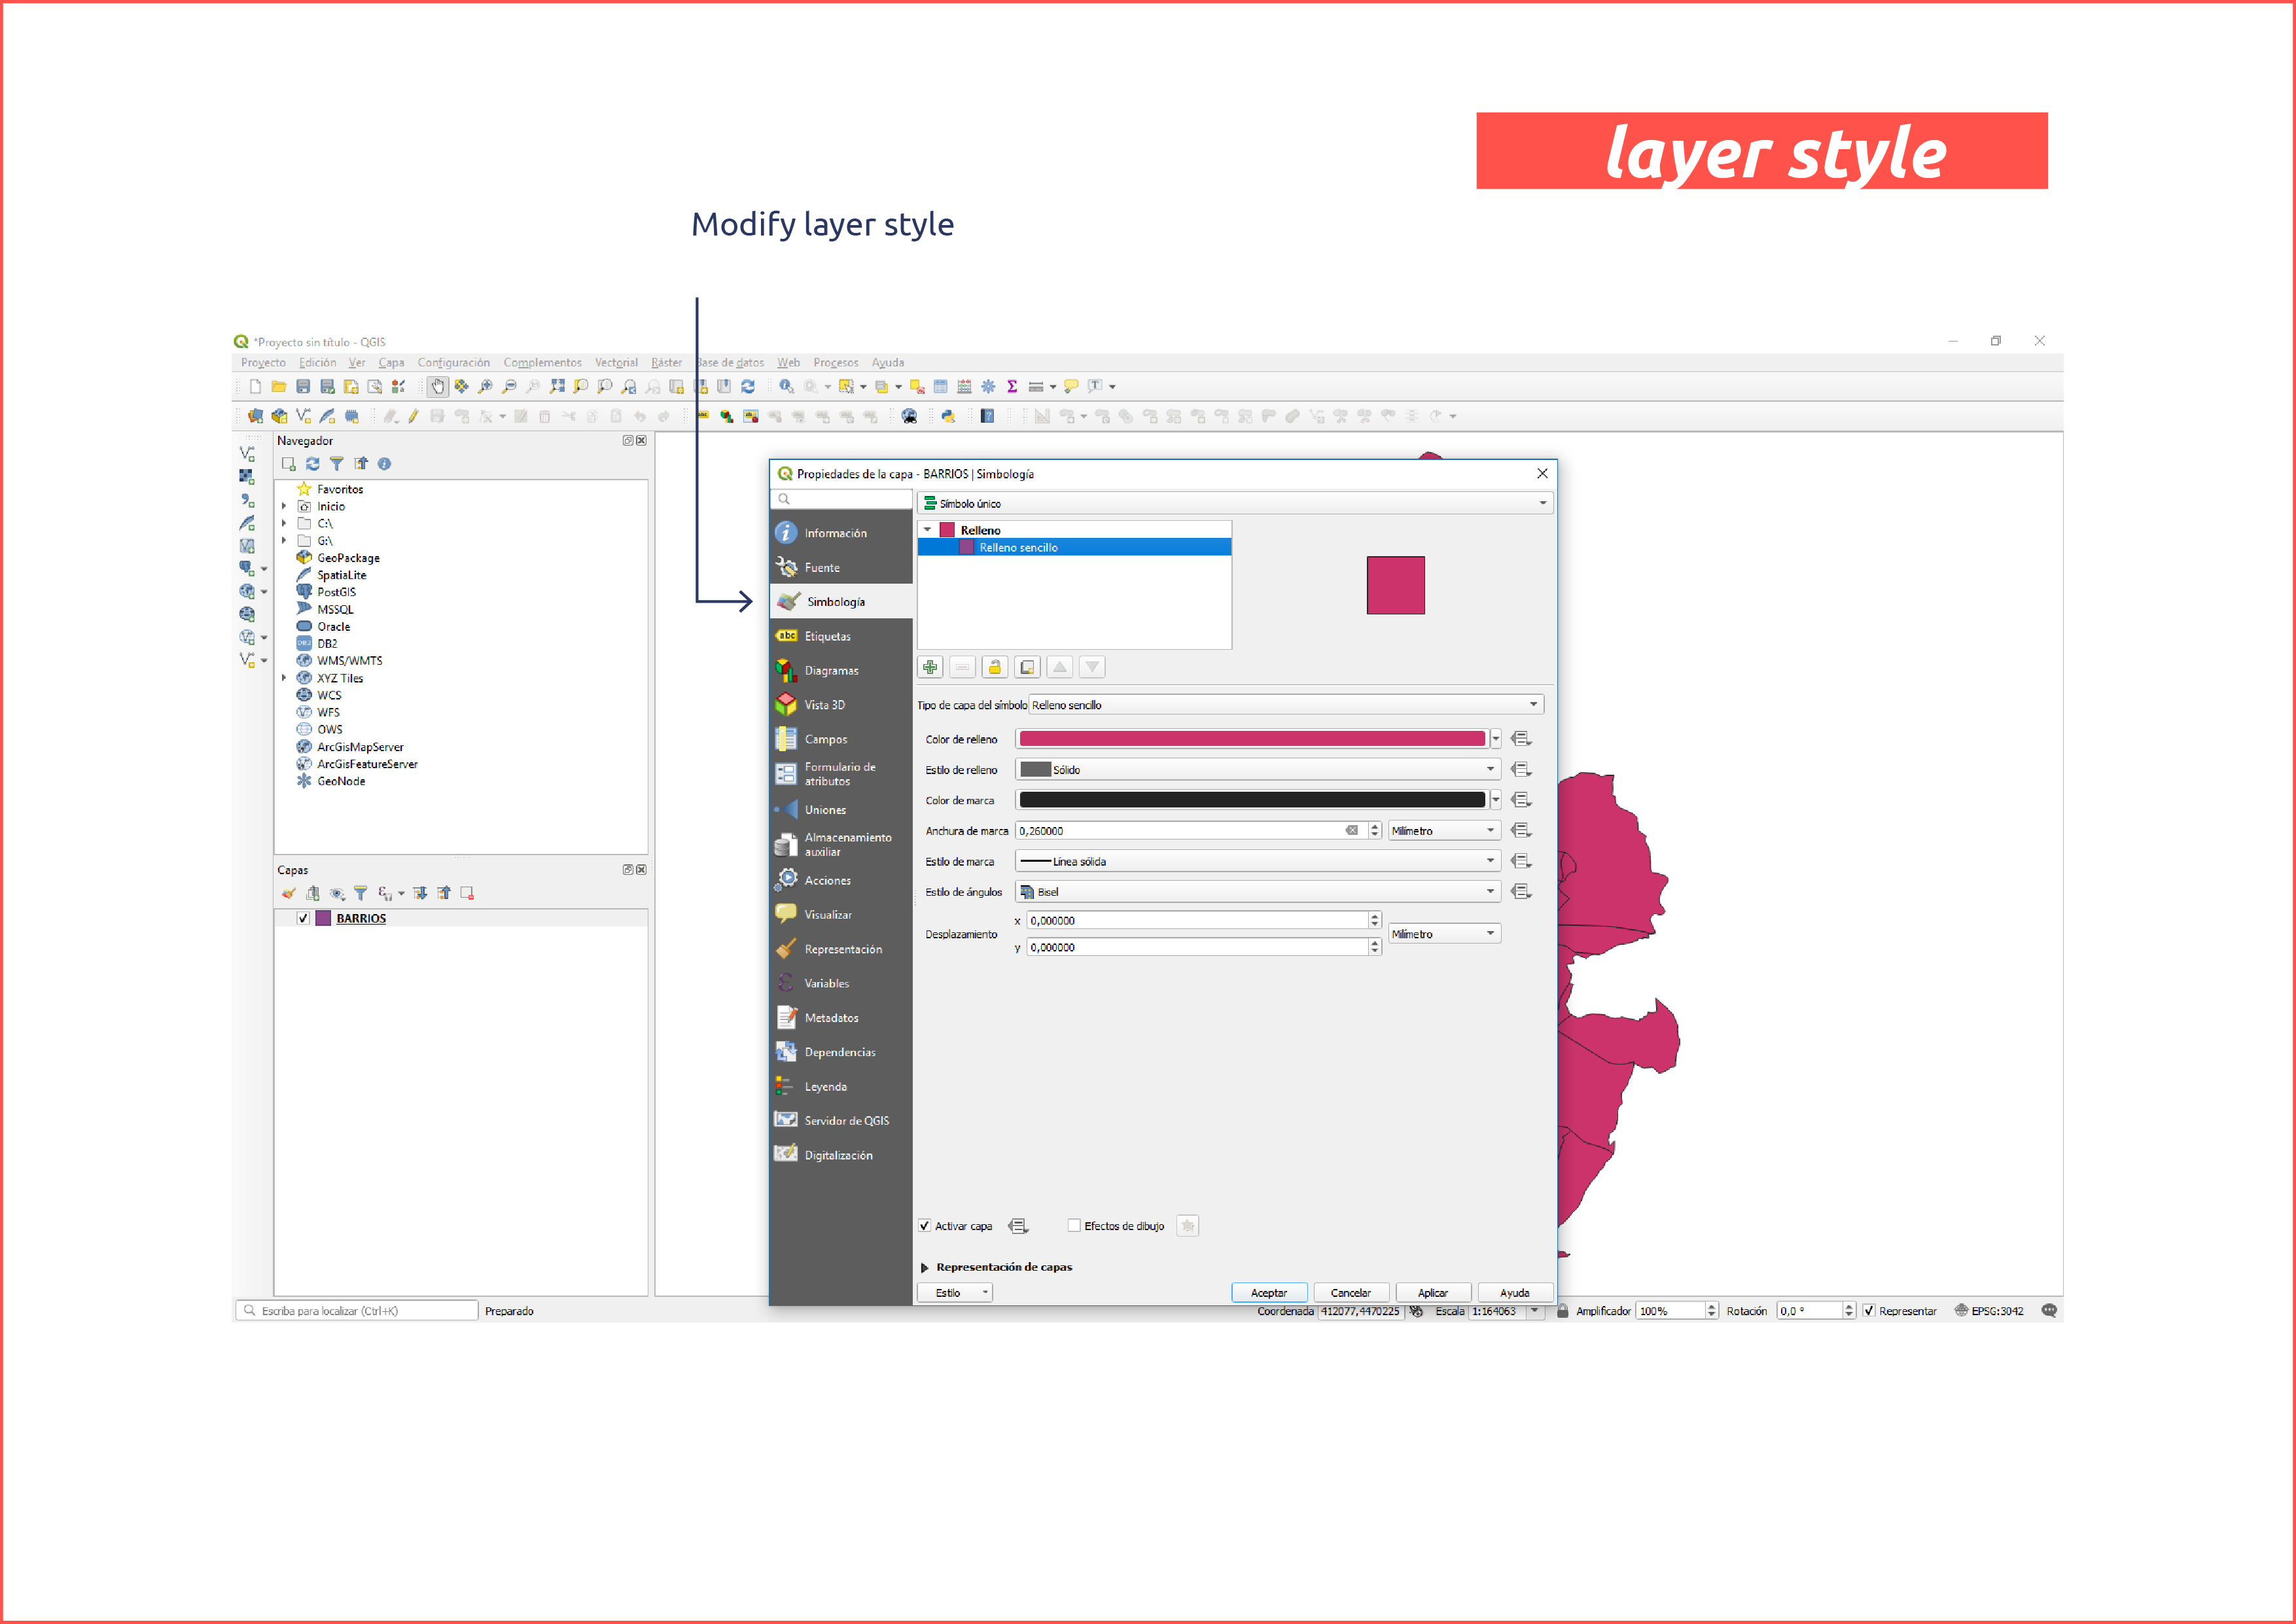 layer style
Modify layer style
*Proyecto sin título - QGIS
Proyecto Edición Ver Capa Configuración Complementos Vectorial Ráster Base de datos Web Procesos Ayuda
Navegador
Favoritos
Inicio
C:\
G:\
GeoPackage
SpatiaLite
PostGIS
MSSQL
Oracle
DB2
WMS/WMTS
XYZ Tiles
WCS
WFS
OWS
ArcGisMapServer
ArcGisFeatureServer
GeoNode
Capas
BARRIOS
Propiedades de la capa - BARRIOS | Simbología
Información
Fuente
Simbología
Etiquetas
Diagramas
Vista 3D
Campos
Formulario de
atributos
Uniones
Almacenamiento
auxiliar
Acciones
Visualizar
Representación
Variables
Metadatos
Dependencias
Leyenda
Servidor de QGIS
Digitalización
Símbolo único
Relleno
Relleno sencillo
Tipo de capa del símbolo Relleno sencillo
Color de relleno
Estilo de relleno Sólido
Color de marca
Anchura de marca 0,260000 Milímetro
Estilo de marca Línea sólida
Estilo de ángulos Bisel
Desplazamiento x 0,000000 Milímetro
y 0,000000
Activar capa Efectos de dibujo
Representación de capas
Estilo Aceptar Cancelar Aplicar Ayuda
Escriba para localizar (Ctrl+K) Preparado Coordenada 412077,4470225 Escala 1:164063 Amplificador 100% Rotación 0,0 ° Representar EPSG:3042